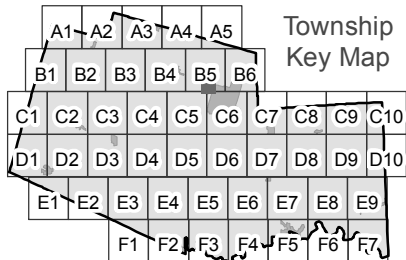 A1 A2 A3 A4 A5 Township
Key Map
B1 B2 B3 B4 B5 B6
C1 C2 C3 C4 C5 C6 C7 C8 C9 C10
D1 D2 D3 D4 D5 D6 D7 D8 D9 D10
E1 E2 E3 E4 E5 E6 E7 E8 E9
F1 F2 F3 F4 F5 F6 F7